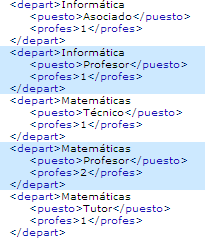 <depart>Informática
<puesto>Asociado</puesto>
<profes>1</profes>
</depart>
<depart>Informática
<puesto>Profesor</puesto>
<profes>1</profes>
</depart>
<depart>Matemáticas
<puesto>Técnico</puesto>
<profes>1</profes>
</depart>
<depart>Matemáticas
<puesto>Profesor</puesto>
<profes>2</profes>
</depart>
<depart>Matemáticas
<puesto>Tutor</puesto>
<profes>1</profes>
</depart>